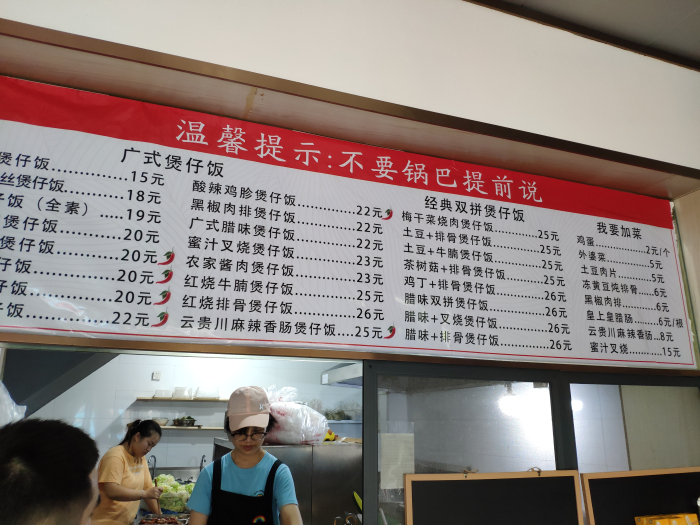 温馨提示:不要锅巴提前说
广式煲仔饭
煲仔饭............15元
丝煲仔饭............18元
仔饭（全素）....19元
煲仔饭............20元
煲仔饭............20元
仔饭............20元
仔饭............20元
仔饭............22元
酸辣鸡胗煲仔饭............22元
黑椒肉排煲仔饭............22元
广式腊味煲仔饭............22元
蜜汁叉烧煲仔饭............23元
农家酱肉煲仔饭............23元
红烧牛腩煲仔饭............25元
红烧排骨煲仔饭............25元
云贵川麻辣香肠煲仔饭....25元
经典双拼煲仔饭
梅干菜烧肉煲仔饭............25元
土豆+排骨煲仔饭............25元
土豆+牛腩煲仔饭............25元
茶树菇+排骨煲仔饭............25元
鸡丁+排骨煲仔饭............26元
腊味双拼煲仔饭............26元
腊味+叉烧煲仔饭............26元
腊味+排骨煲仔饭............26元
我要加菜
鸡蛋............2元/个
外婆菜............5元
土豆肉片............5元
冻黄豆炖排骨....6元
黑椒肉排............6元
皇上皇腊肠........6元/根
云贵川麻辣香肠..8元
蜜汁叉烧............15元